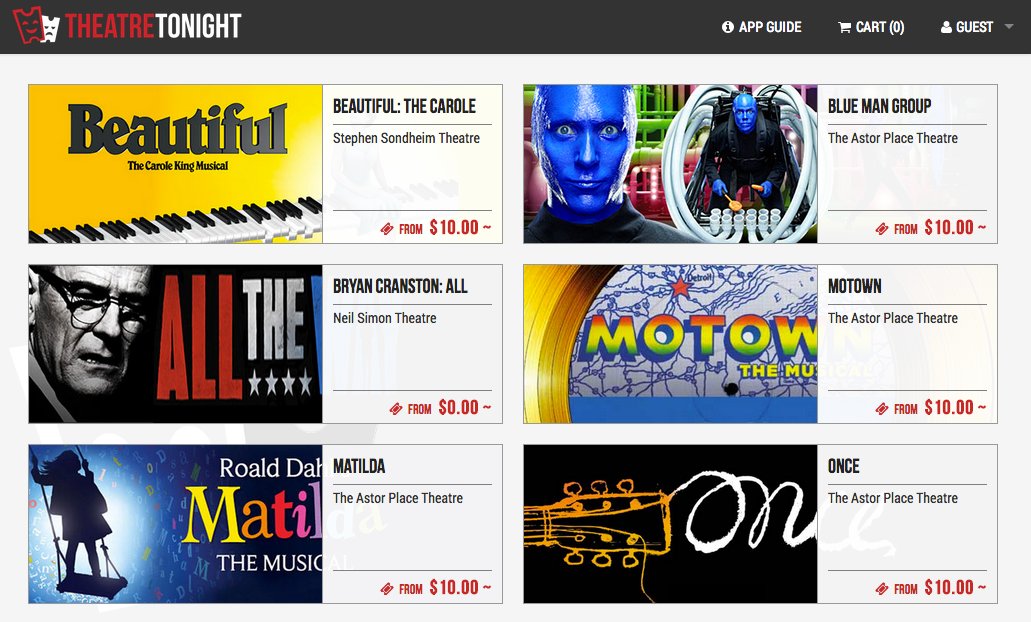 THEATRETONIGHT
APP GUIDE
CART (0)
GUEST
Beautiful
The Carole King Musical
BEAUTIFUL: THE CAROLE
Stephen Sondheim Theatre
FROM $10.00 ~
BLUE MAN GROUP
The Astor Place Theatre
FROM $10.00 ~
ALL THE
BRYAN CRANSTON: ALL
Neil Simon Theatre
FROM $0.00 ~
Detroit
MOTOWN
THE MUSICAL
MOTOWN
The Astor Place Theatre
FROM $10.00 ~
Roald Dah
Matilda
THE MUSICAL
MATILDA
The Astor Place Theatre
FROM $10.00 ~
Once
ONCE
The Astor Place Theatre
FROM $10.00 ~